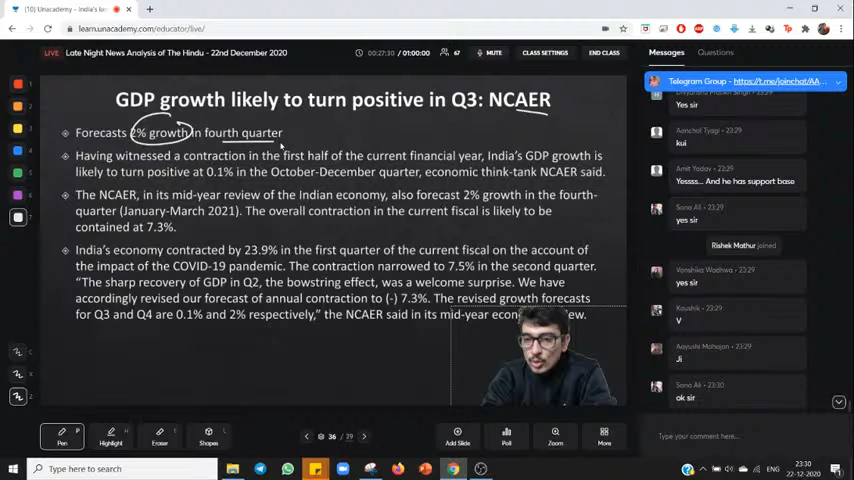 (10) Unacademy - India's l
learn.unacademy.com/educator/live/
LIVE Late Night News Analysis of The Hindu - 22nd December 2020
00:27:30 / 01:00:00
67
MUTE
CLASS SETTINGS
END CLASS
GDP growth likely to turn positive in Q3: NCAER
Forecasts 2% growth in fourth quarter
Having witnessed a contraction in the first half of the current financial year, India's GDP growth is
likely to turn positive at 0.1% in the October-December quarter, economic think-tank NCAER said.
The NCAER, in its mid-year review of the Indian economy, also forecast 2% growth in the fourth-
quarter (January-March 2021). The overall contraction in the current fiscal is likely to be
contained at 7.3%.
India's economy contracted by 23.9% in the first quarter of the current fiscal on the account of
the impact of the COVID-19 pandemic. The contraction narrowed to 7.5% in the second quarter.
"The sharp recovery of GDP in Q2, the bowstring effect, was a welcome surprise. We have
accordingly revised our forecast of annual contraction to (-) 7.3%. The revised growth forecasts
for Q3 and Q4 are 0.1% and 2% respectively," the NCAER said in its mid-year
1
2
3
4
5
6
7
Pen
P
Highlight
H
Eraser
E
Shapes
L
36 / 39
Add Slide
Poll
Zoom
More
Messages
Questions
Telegram Group - https://t.me/joinchat/AA...
23:29
Yes sir
Aanchal Tyagi • 23:29
kui
Amit Yadav • 23:29
Yessss... And he has support base
Sana Ali • 23:29
yes sir
Rishek Mathur joined
Vanshika Wadhwa • 23:29
yes sir
Kaushik • 23:29
V
Aayushi Mahajan • 23:29
Ji
Sana Ali • 23:30
ok sir
Type your comment here...
Type here to search
ENG
23:30
22-12-2020